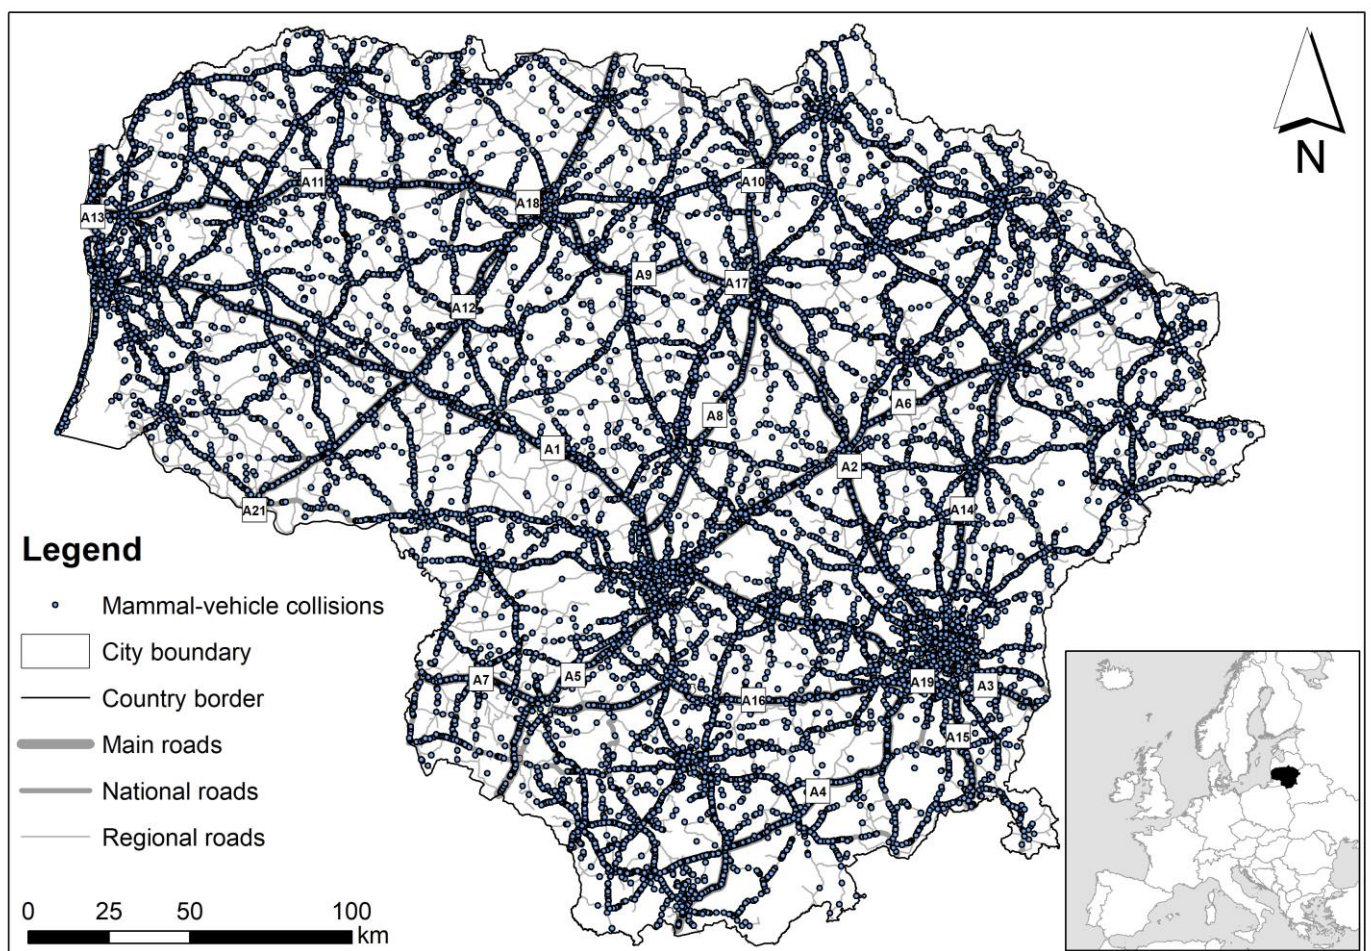 N
A11
A10
A18
A13
A9
A17
A12
A6
A8
A1
A2
A21
A14
Legend
Mammal-vehicle collisions
City boundary
Country border
Main roads
National roads
Regional roads
A7
A5
A19
A3
A16
A15
A4
0 25 50 100
km